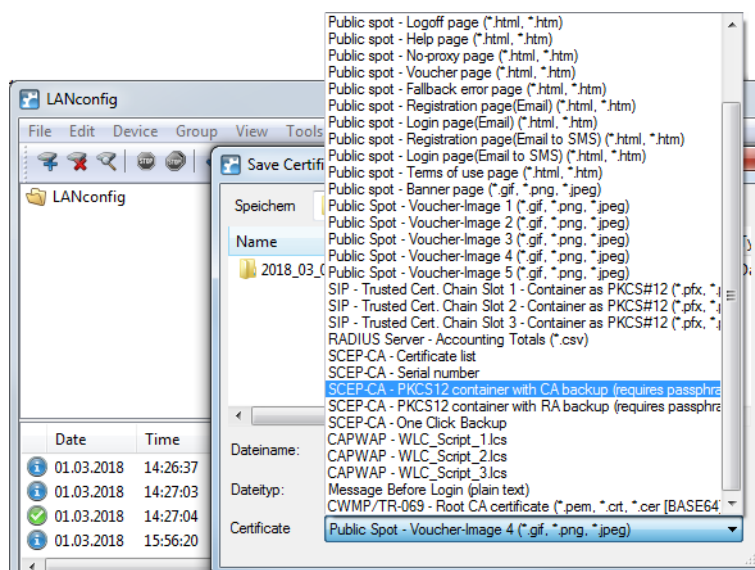 Public spot - Logoff page (*.html, *.htm)
Public spot - Help page (*.html, *.htm)
Public spot - No-proxy page (*.html, *.htm)
Public spot - Voucher page (*.html, *.htm)
Public spot - Fallback error page (*.html, *.htm)
Public spot - Registration page(Email) (*.html, *.htm)
Public spot - Login page(Email) (*.html, *.htm)
Public spot - Registration page(Email to SMS) (*.html, *.htm)
Public spot - Login page(Email to SMS) (*.html, *.htm)
Public spot - Terms of use page (*.html, *.htm)
Public spot - Banner page (*.gif, *.png, *.jpeg)
Public Spot - Voucher-Image 1 (*.gif, *.png, *.jpeg)
Public Spot - Voucher-Image 2 (*.gif, *.png, *.jpeg)
Public Spot - Voucher-Image 3 (*.gif, *.png, *.jpeg)
Public Spot - Voucher-Image 4 (*.gif, *.png, *.jpeg)
Public Spot - Voucher-Image 5 (*.gif, *.png, *.jpeg)
SIP - Trusted Cert. Chain Slot 1 - Container as PKCS#12 (*.pfx, *.p
SIP - Trusted Cert. Chain Slot 2 - Container as PKCS#12 (*.pfx, *.p
SIP - Trusted Cert. Chain Slot 3 - Container as PKCS#12 (*.pfx, *.p
RADIUS Server - Accounting Totals (*.csv)
SCEP-CA - Certificate list
SCEP-CA - Serial number
SCEP-CA - PKCS12 container with CA backup (requires passphra
SCEP-CA - PKCS12 container with RA backup (requires passphra
SCEP-CA - One Click Backup
CAPWAP - WLC_Script_1.lcs
CAPWAP - WLC_Script_2.lcs
CAPWAP - WLC_Script_3.lcs
Message Before Login (plain text)
CWMP/TR-069 - Root CA certificate (*.pem, *.crt, *.cer [BASE64]
LANconfig
File Edit Device Group View Tools
STOP STOP
LANconfig
Save Certifi
Speichern
Name
2018_03_0
Date Time
01.03.2018 14:26:37
01.03.2018 14:27:03
01.03.2018 14:27:04
01.03.2018 15:56:20
Dateiname:
Dateityp:
Certificate Public Spot - Voucher-Image 4 (*.gif, *.png, *.jpeg)